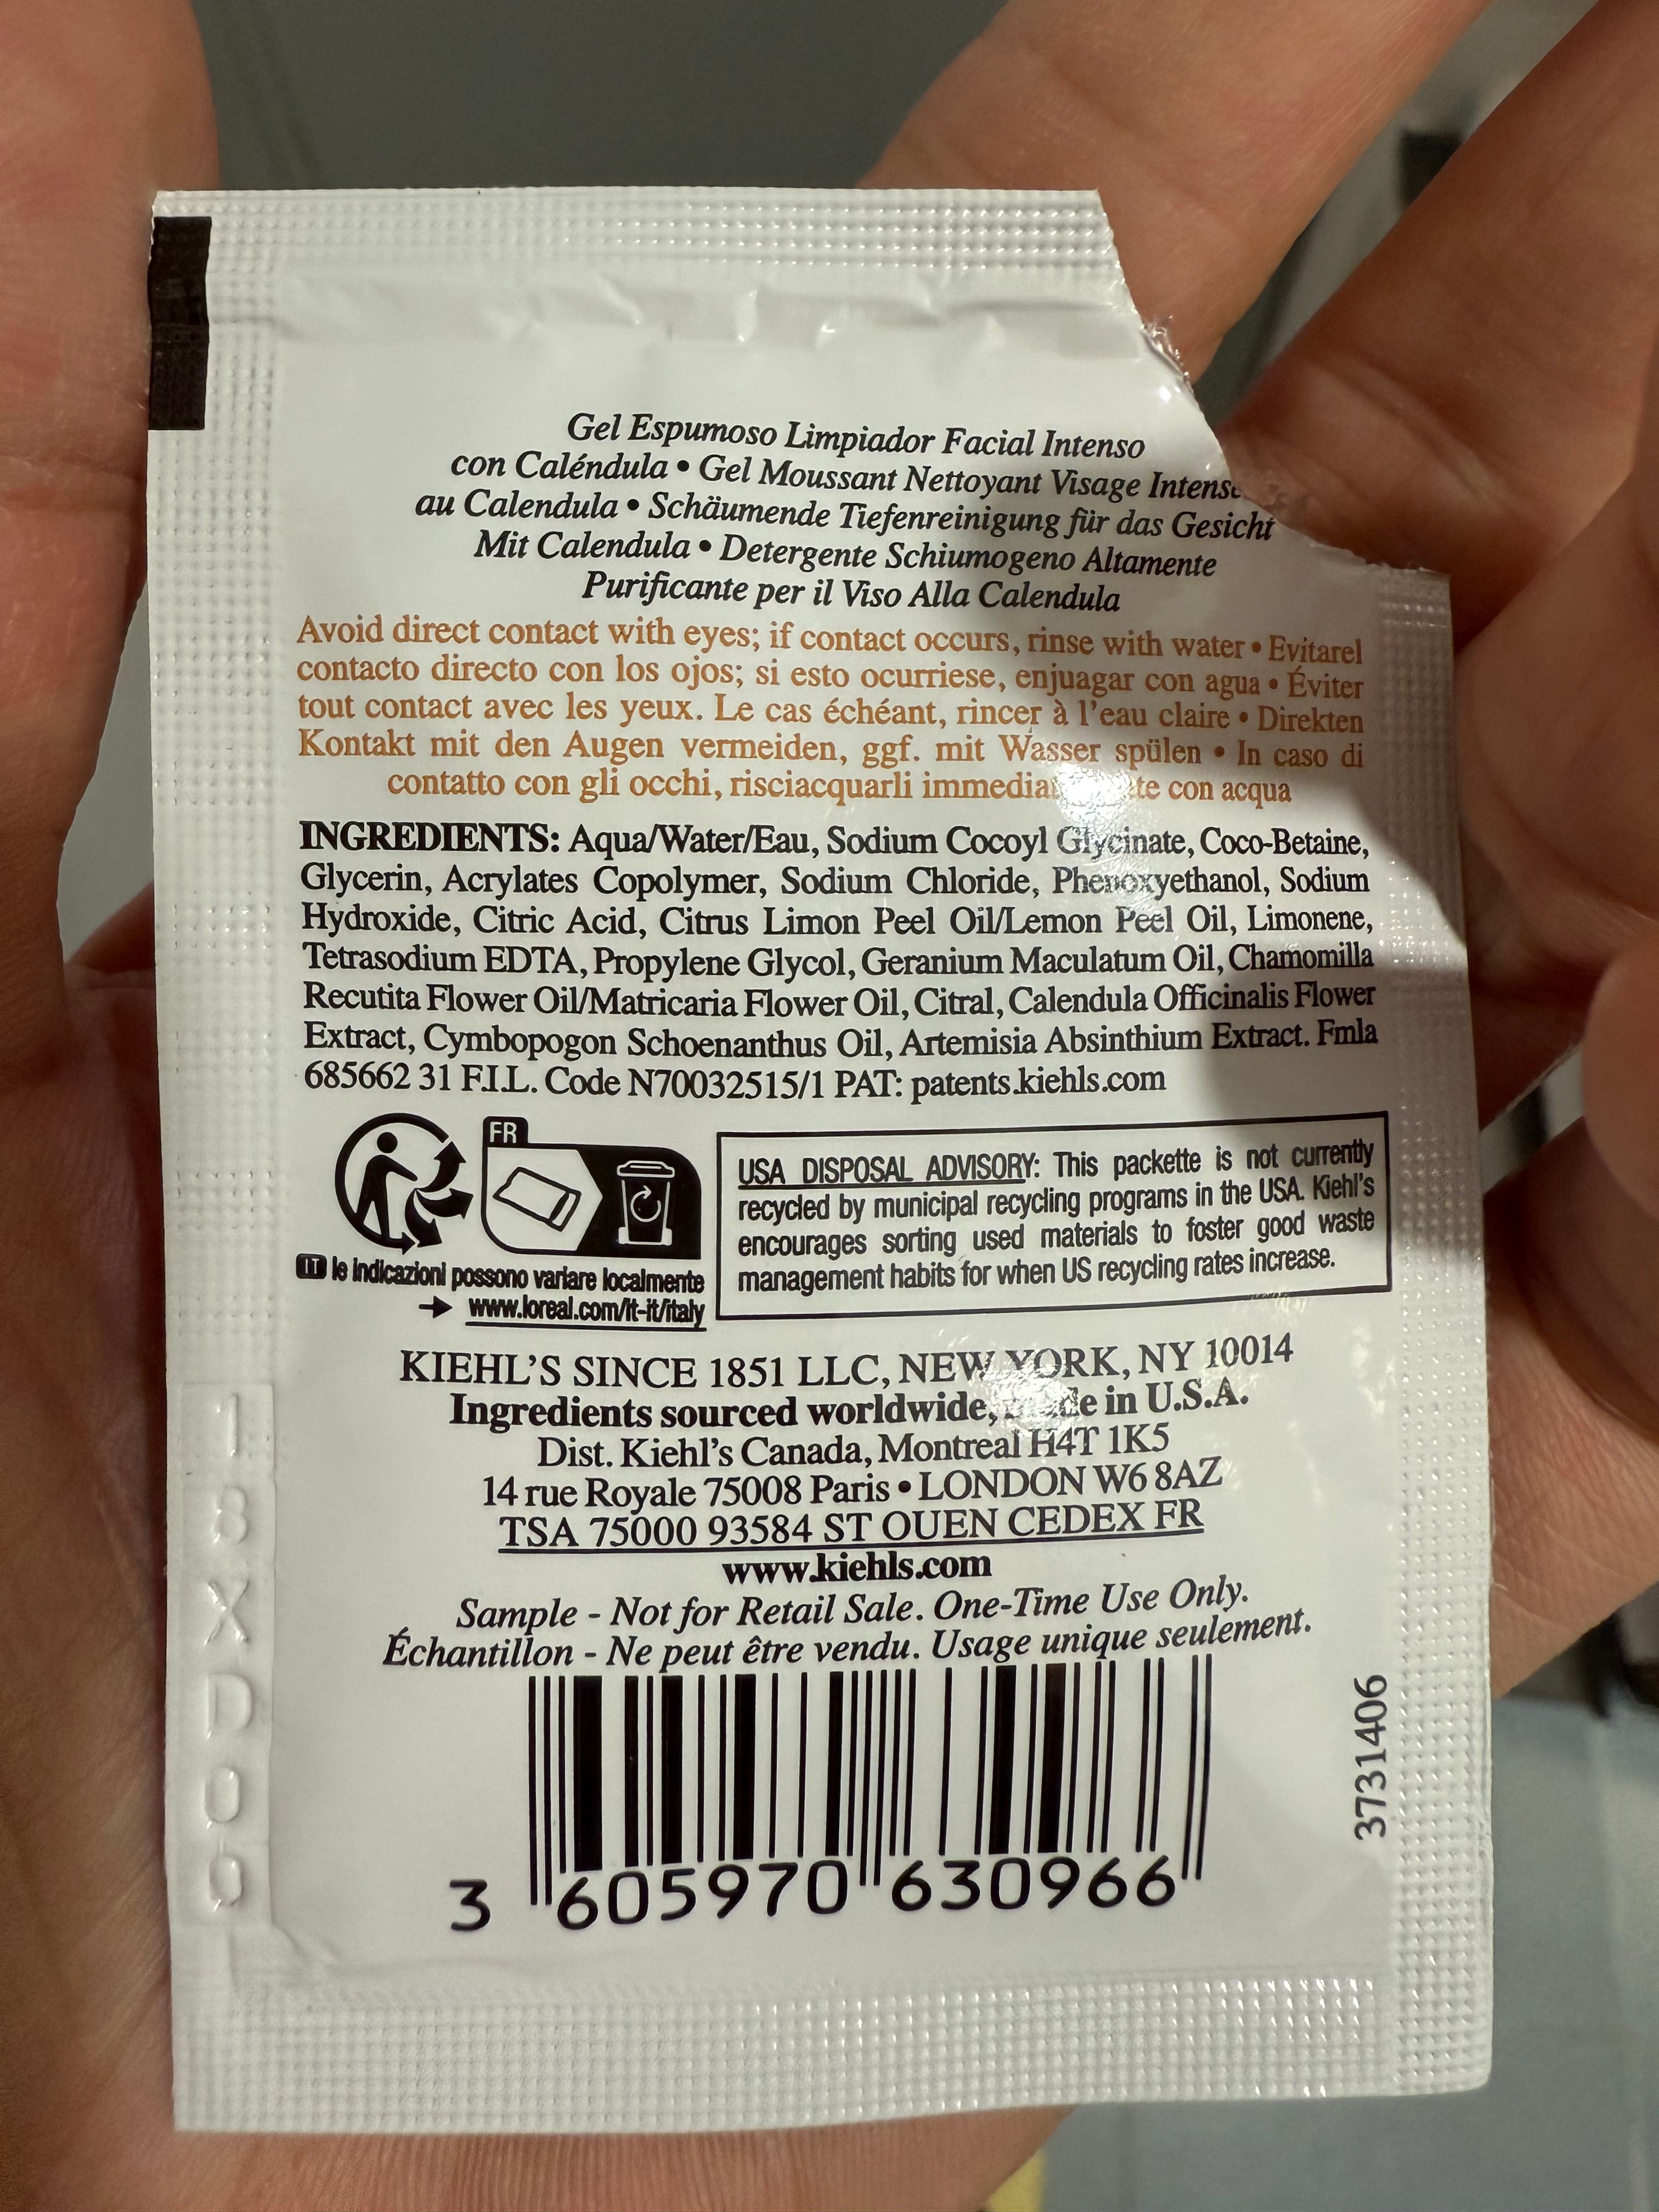 Gel Espumoso Limpiador Facial Intenso
con Caléndula • Gel Moussant Nettoyant Visage
au Calendula • Schäumende Tiefenreinigung für das Gesicht
Mit Calendula • Detergente Schiumogeno Altamente
Purificante per il Viso Alla Calendula
Avoid direct contact with eyes; if contact occurs, rinse with water • Evitarel
contacto directo con los ojos; si esto ocurriese, enjuagar con agua • Éviter
tout contact avec les yeux. Le cas échéant, rincer à l'eau claire • Direkten
Kontakt mit den Augen vermeiden, ggf. mit Wasser spülen • In caso di
contatto con gli occhi, risciacquarli con acqua
INGREDIENTS: Aqua/Water/Eau, Sodium Cocoyl Glycinate, Coco-Betaine,
Glycerin, Acrylates Copolymer, Sodium Chloride, Phenoxyethanol, Sodium
Hydroxide, Citric Acid, Citrus Limon Peel Oil/Lemon Peel Oil, Limonene,
Tetrasodium EDTA, Propylene Glycol, Geranium Maculatum Oil, Chamomilla
Recutita Flower Oil/Matricaria Flower Oil, Citral, Calendula Officinalis Flower
Extract, Cymbopogon Schoenanthus Oil, Artemisia Absinthium Extract. Fmla
685662 31 F.I.L. Code N70032515/1 PAT: patents.kiehls.com
FR
IT le indicazioni possono variare localmente
→ www.loreal.com/it-it/italy
USA DISPOSAL ADVISORY: This packette is not currently
recycled by municipal recycling programs in the USA. Kiehl's
encourages sorting used materials to foster good waste
management habits for when US recycling rates increase.
KIEHL'S SINCE 1851 LLC, NEW YORK, NY 10014
Ingredients sourced worldwide, made in U.S.A.
Dist. Kiehl's Canada, Montreal H4T 1K5
14 rue Royale 75008 Paris • LONDON W6 8AZ
TSA 75000 93584 ST OUEN CEDEX FR
www.kiehls.com
Sample - Not for Retail Sale. One-Time Use Only.
Échantillon - Ne peut être vendu. Usage unique seulement.
3 605970 630966
3731406